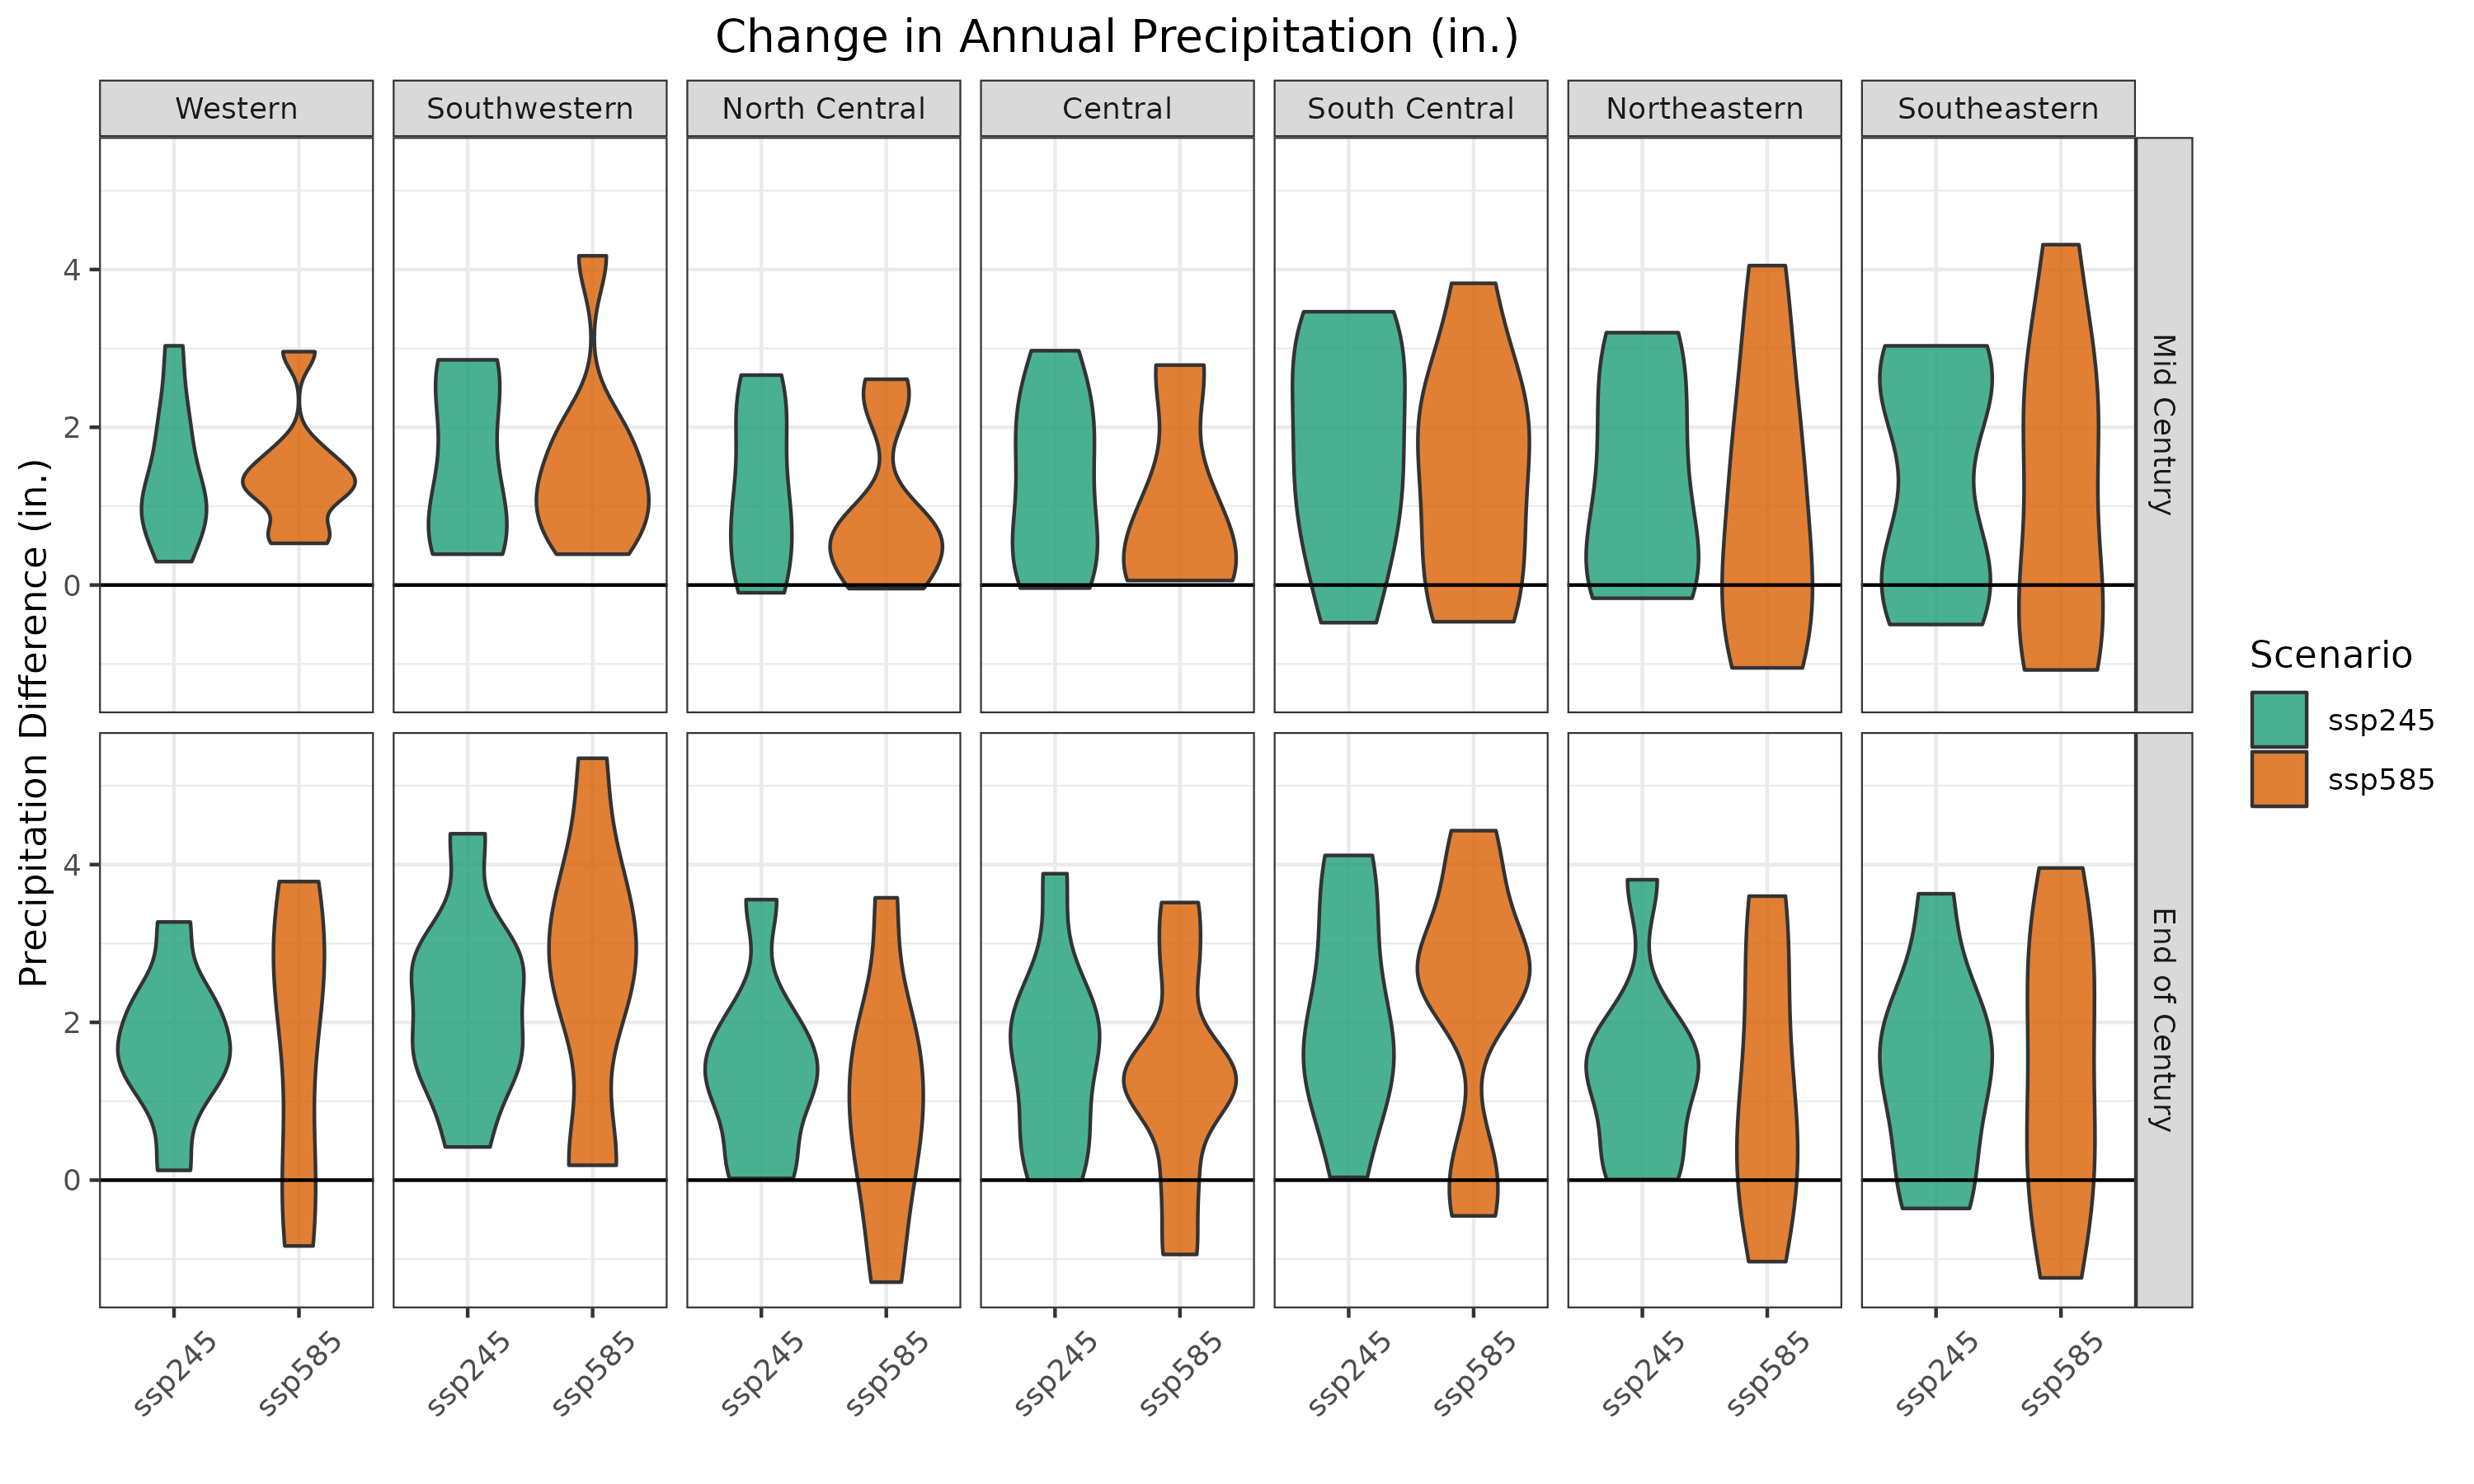 Change in Annual Precipitation (in.)
Western
Southwestern
North Central
Central
South Central
Northeastern
Southeastern
Precipitation Difference (in.)
4
2
0
Mid Century
4
2
0
End of Century
ssp245
ssp585
ssp245
ssp585
ssp245
ssp585
ssp245
ssp585
ssp245
ssp585
ssp245
ssp585
ssp245
ssp585
Scenario
ssp245
ssp585